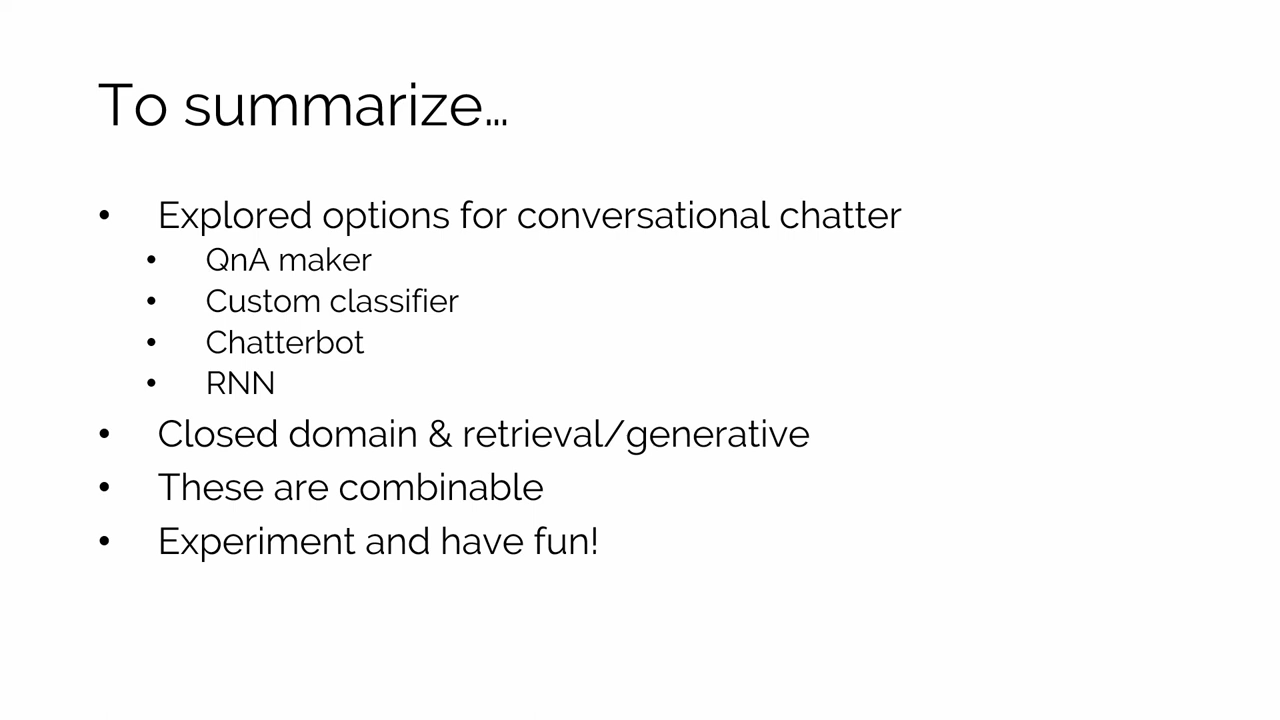 To summarize…
• Explored options for conversational chatter
• QnA maker
• Custom classifier
• Chatterbot
• RNN
• Closed domain & retrieval/generative
• These are combinable
• Experiment and have fun!